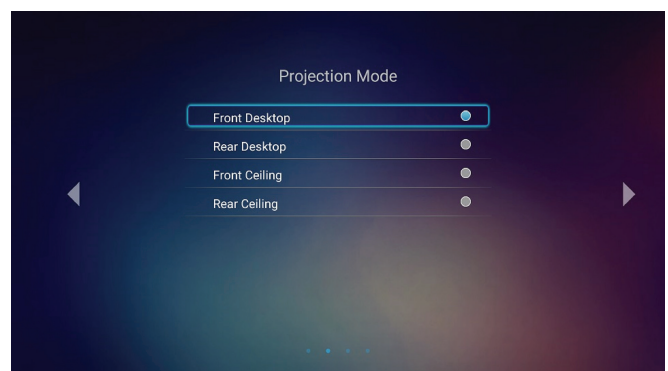 Projection Mode
Front Desktop
Rear Desktop
Front Ceiling
Rear Ceiling